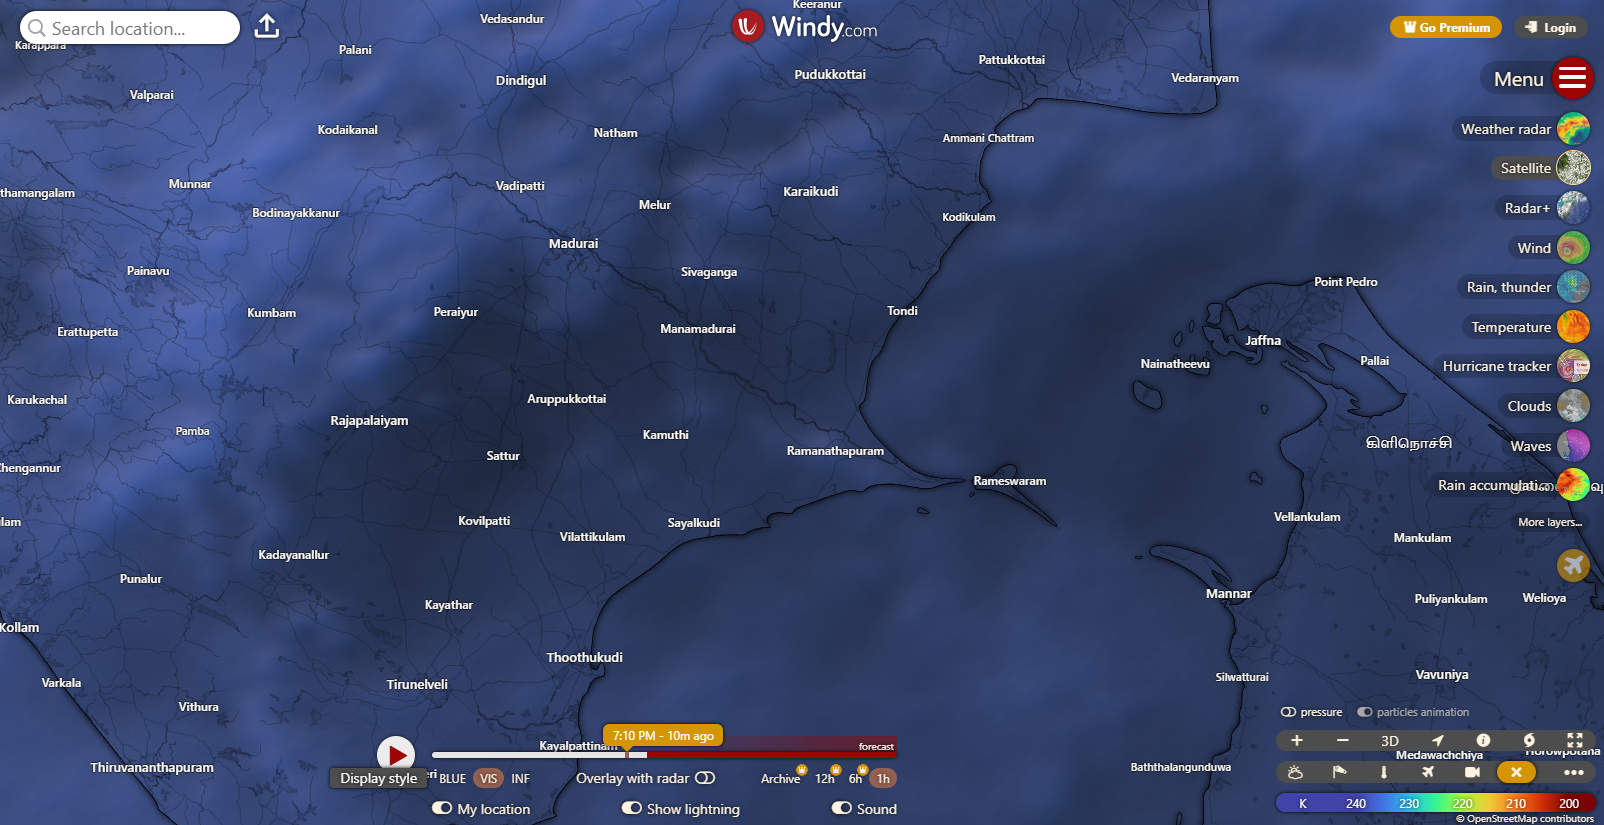 Search location...
Windy.com
Go Premium
Login
Menu
Weather radar
Satellite
Radar+
Wind
Rain, thunder
Temperature
Hurricane tracker
Clouds
Waves
Rain accumulati...
More layers...
Keeranur
Vedasandur
Karappara
Palani
Pattukkottai
Dindigul
Pudukkottai
Vedaranyam
Valparai
Kodaikanal
Natham
Ammani Chattram
Munnar
Vadipatti
Karaikudi
thamangalam
Bodinayakkanur
Melur
Kodikulam
Madurai
Painavu
Sivaganga
Point Pedro
Kumbam
Peraiyur
Tondi
Erattupetta
Manamadurai
Jaffna
Nainatheevu
Pallai
Karukachal
Aruppukkottai
Rajapalaiyam
Pamba
Kamuthi
கிளிநொச்சி
Sattur
Ramanathapuram
Chengannur
Rameswaram
lam
Kovilpatti
Sayalkudi
Vellankulam
Vilattikulam
Mankulam
Kadayanallur
Punalur
Mannar
Puliyankulam
Welioya
Kayathar
Kollam
Thoothukudi
Varkala
Tirunelveli
Silwatturai
Vavuniya
Vithura
Kayalpattinam
Thiruvananthapuram
Baththalangunduwa
Medawachchiya
Horowpotana
7:10 PM - 10m ago
forecast
Display style
eri
BLUE VIS INF
Overlay with radar
Archive 12h 6h 1h
My location
Show lightning
Sound
pressure
particles animation
+ − 3D
K 240 230 220 210 200
© OpenStreetMap contributors